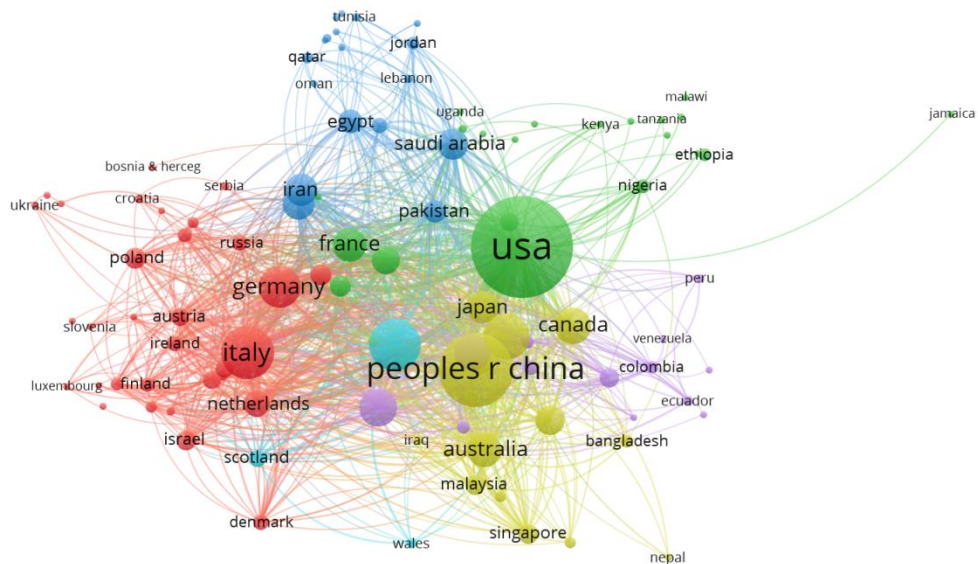 tunisia
jordan
qatar
lebanon
oman
malawi
uganda
jamaica
kenya
tanzania
egypt
saudi arabia
ethiopia
bosnia & herceg
nigeria
serbia
iran
croatia
ukraine
pakistan
russia
france
usa
poland
peru
germany
japan
austria
canada
slovenia
venezuela
ireland
italy
colombia
peoples r china
finland
luxembourg
ecuador
netherlands
israel
iraq
bangladesh
australia
scotland
malaysia
denmark
singapore
wales
nepal